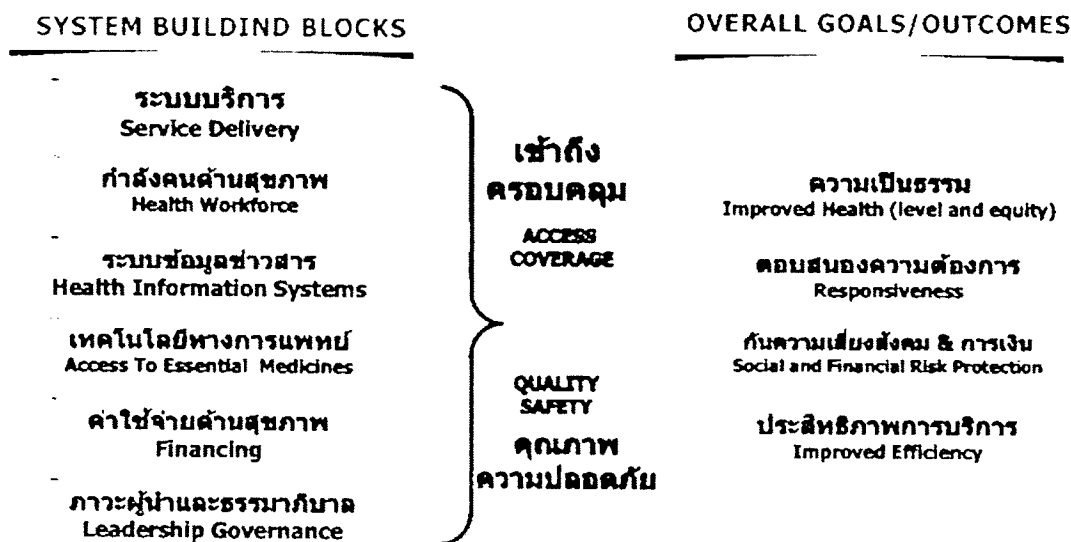 SYSTEM BUILDIND BLOCKS
ระบบบริการ
Service Delivery
กำลังคนด้านสุขภาพ
Health Workforce
ระบบข้อมูลข่าวสาร
Health Information Systems
เทคโนโลยีทางการแพทย์
Access To Essential Medicines
ค่าใช้จ่ายด้านสุขภาพ
Financing
ภาวะผู้นำและธรรมาภิบาล
Leadership Governance
เข้าถึง
ครอบคลุม
ACCESS
COVERAGE
QUALITY
SAFETY
คุณภาพ
ความปลอดภัย
OVERALL GOALS/OUTCOMES
ความเป็นธรรม
Improved Health (level and equity)
ตอบสนองความต้องการ
Responsiveness
กันความเสี่ยงสังคม & การเงิน
Social and Financial Risk Protection
ประสิทธิภาพการบริการ
Improved Efficiency